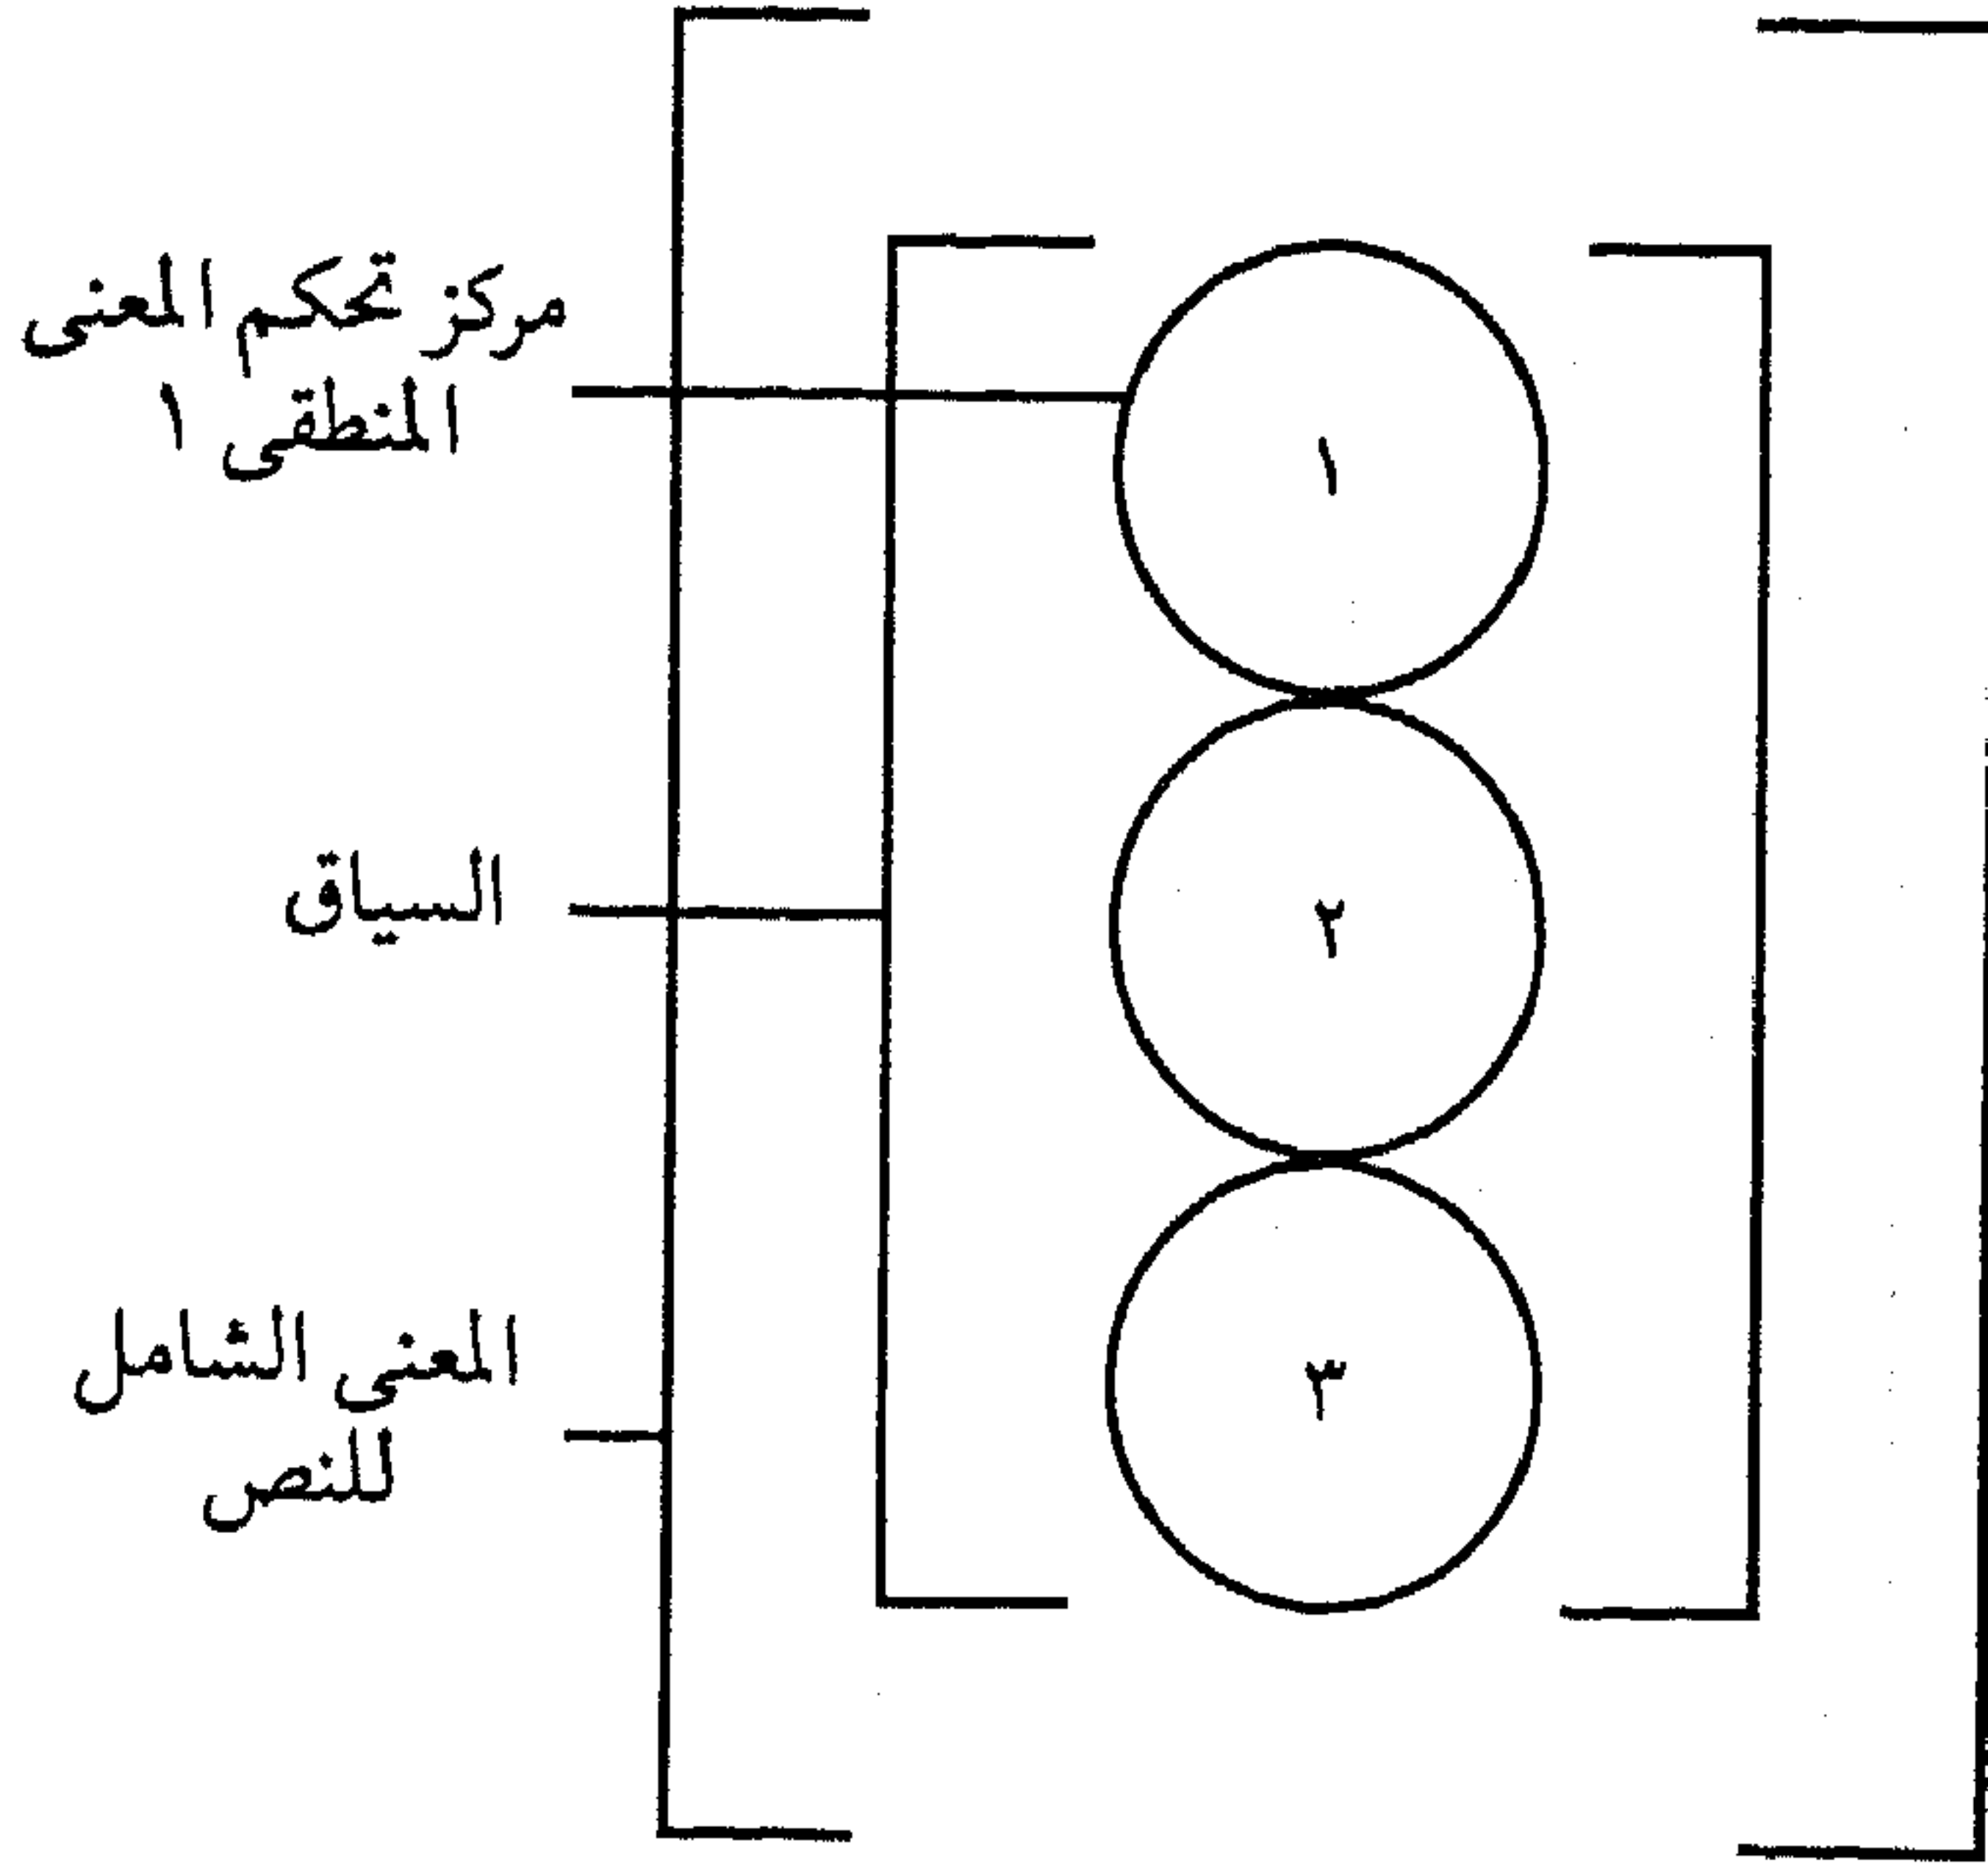 مركز تحكم المعنى
المنطقى ١
١
السياق
٢
المعنى الشامل
للنص
٣